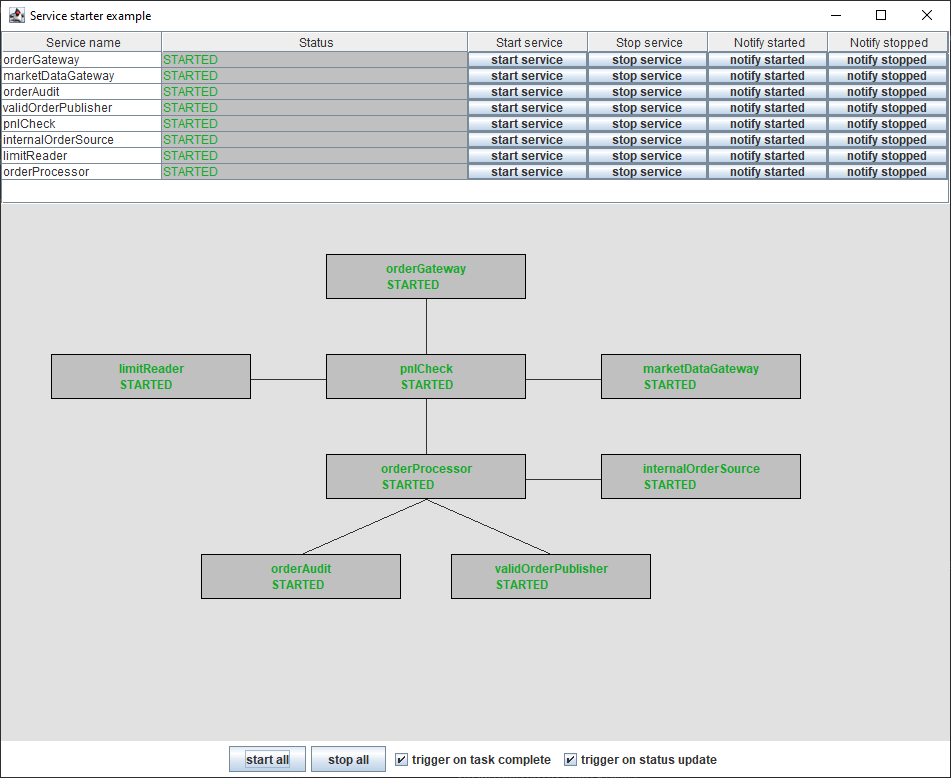 Service starter example
Service name Status Start service Stop service Notify started Notify stopped
orderGateway STARTED start service stop service notify started notify stopped
marketDataGateway STARTED start service stop service notify started notify stopped
orderAudit STARTED start service stop service notify started notify stopped
validOrderPublisher STARTED start service stop service notify started notify stopped
pnlCheck STARTED start service stop service notify started notify stopped
internalOrderSource STARTED start service stop service notify started notify stopped
limitReader STARTED start service stop service notify started notify stopped
orderProcessor STARTED start service stop service notify started notify stopped
orderGateway
STARTED
limitReader
STARTED
pnlCheck
STARTED
marketDataGateway
STARTED
orderProcessor
STARTED
internalOrderSource
STARTED
orderAudit
STARTED
validOrderPublisher
STARTED
start all stop all trigger on task complete trigger on status update